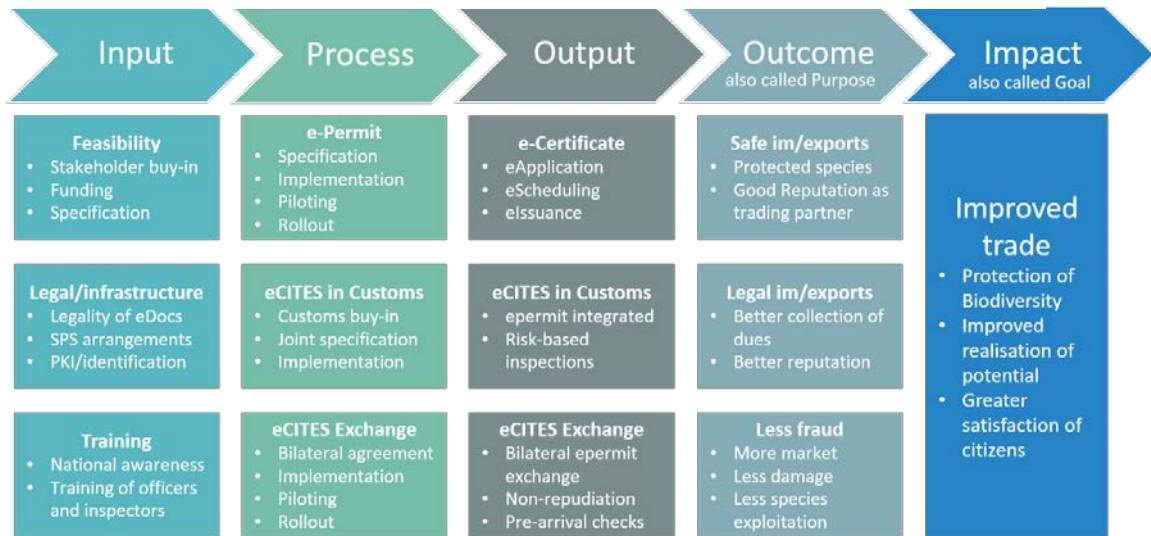 Input
Process
Output
Outcome
also called Purpose
Impact
also called Goal
Feasibility
• Stakeholder buy-in
• Funding
• Specification
e-Permit
• Specification
• Implementation
• Piloting
• Rollout
e-Certificate
• eApplication
• eScheduling
• eIssuance
Safe im/exports
• Protected species
• Good Reputation as
trading partner
Legal/infrastructure
• Legality of eDocs
• SPS arrangements
• PKI/identification
eCITES in Customs
• Customs buy-in
• Joint specification
• Implementation
eCITES in Customs
• epermit integrated
• Risk-based
inspections
Legal im/exports
• Better collection of
dues
• Better reputation
Training
• National awareness
• Training of officers
and inspectors
eCITES Exchange
• Bilateral agreement
• Implementation
• Piloting
• Rollout
eCITES Exchange
• Bilateral epermit
exchange
• Non-repudiation
• Pre-arrival checks
Less fraud
• More market
• Less damage
• Less species
exploitation
Improved
trade
• Protection of
Biodiversity
• Improved
realisation of
potential
• Greater
satisfaction of
citizens